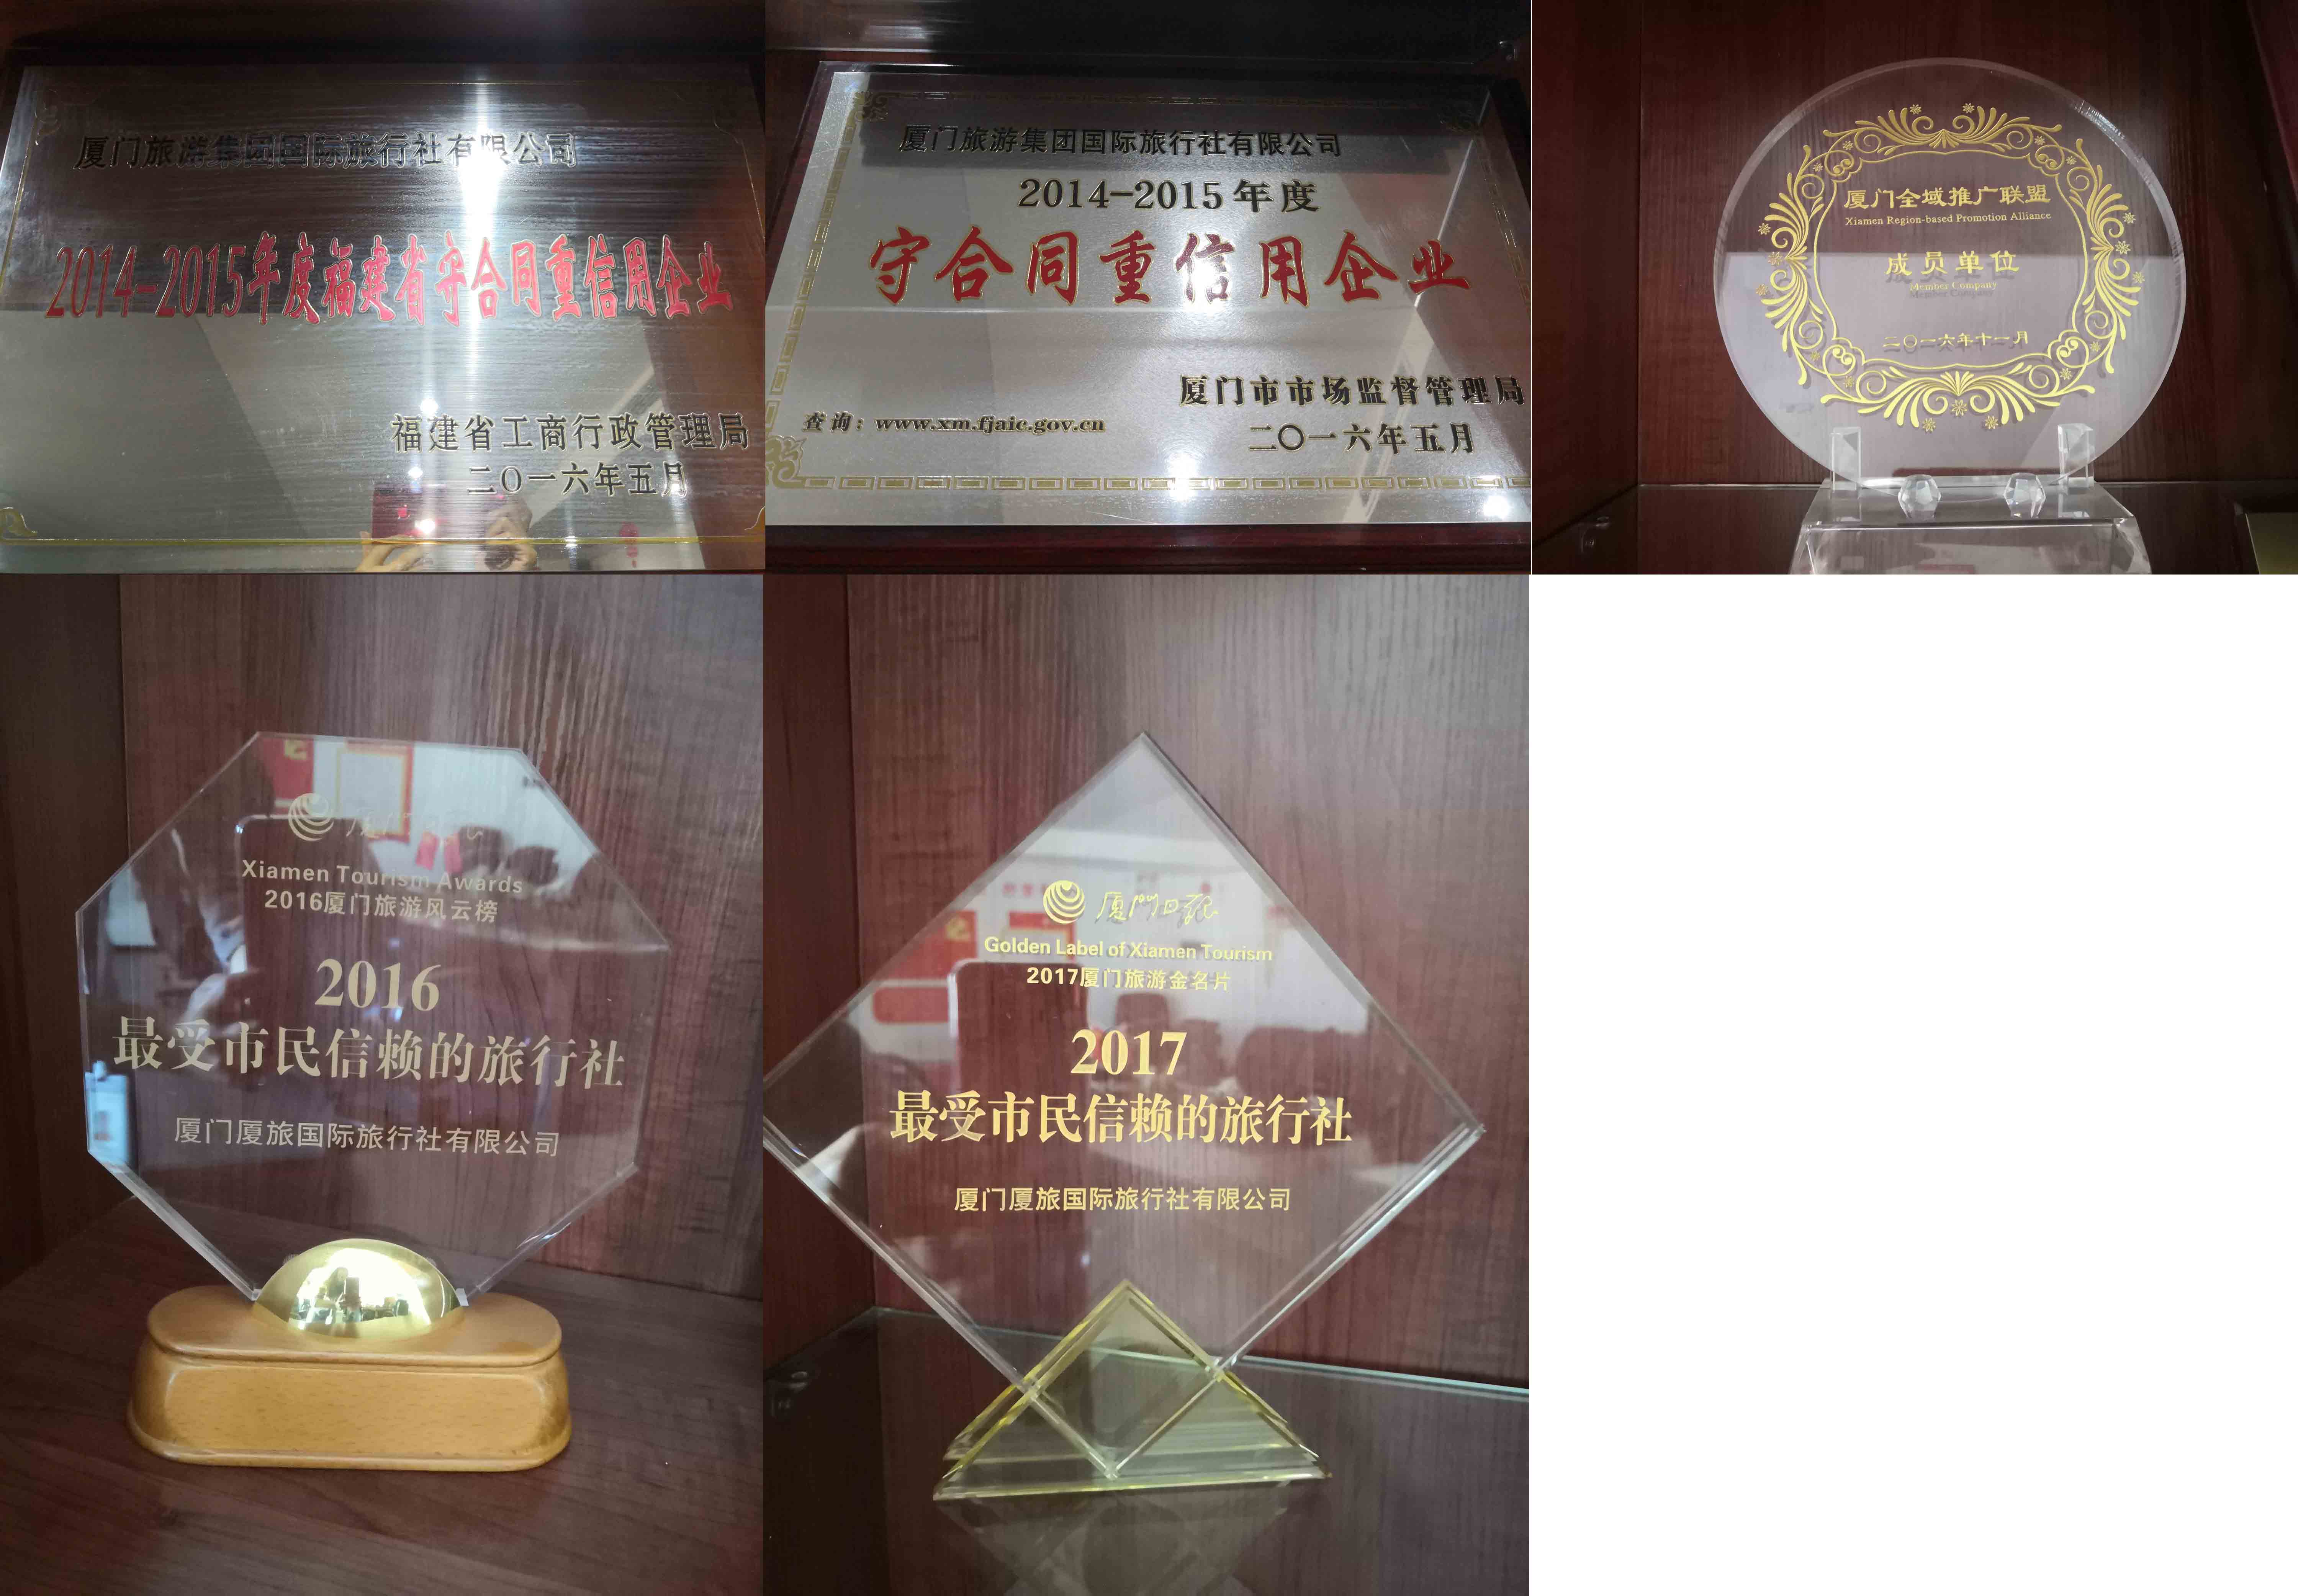 厦门旅游集团国际旅行社有限公司
2014-2015年度福建省守合同重信用企业
福建省工商行政管理局
二〇一六年五月
厦门旅游集团国际旅行社有限公司
2014-2015年度
守合同重信用企业
厦门市市场监督管理局
查询：www.xm.fjaic.gov.cn
二〇一六年五月
厦门全域推广联盟
Xiamen Region-based Promotion Alliance
成员单位
Member Company
二〇一六年十一月
厦门日报
Xiamen Tourism Awards
2016厦门旅游风云榜
2016
最受市民信赖的旅行社
厦门厦旅国际旅行社有限公司
厦门日报
Golden Label of Xiamen Tourism
2017厦门旅游金名片
2017
最受市民信赖的旅行社
厦门厦旅国际旅行社有限公司